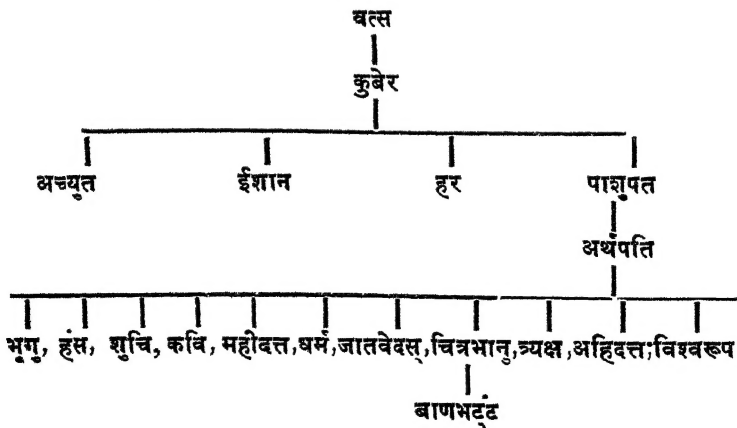 वत्स
कुबेर
अच्युत ईशान हर पाशुपत
अर्थपति
भृगु, हंस, शुचि, कवि, महीदत्त, धर्म, जातवेदस्, चित्रभानु, त्र्यक्ष, अहिदत्त, विश्वरूप
बाणभट्ट